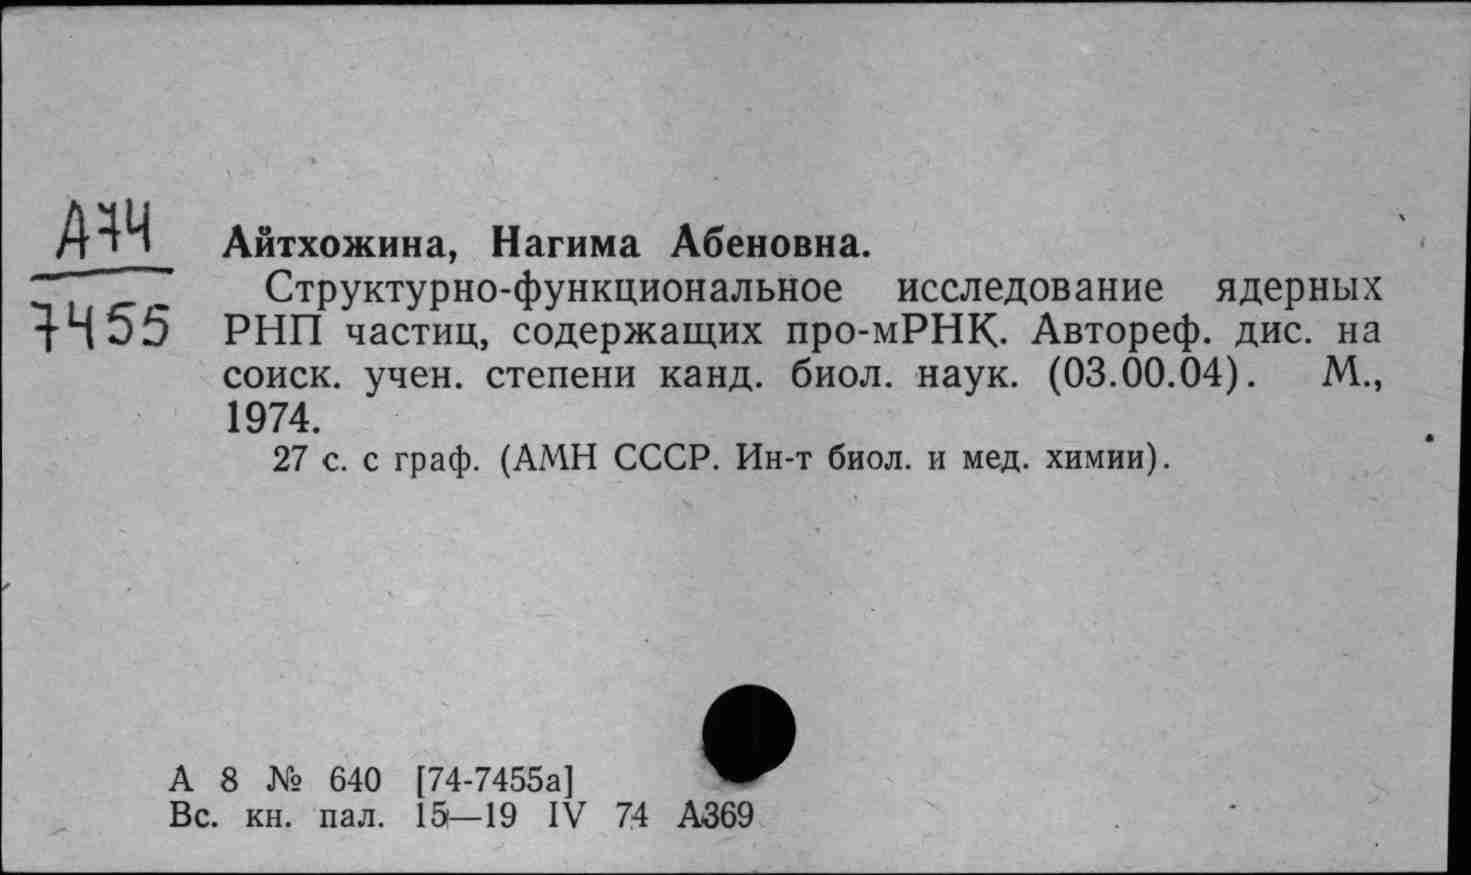 Д74
7455
Айтхожина, Нагима Абеновна.
Структурно-функциональное исследование ядерных
РНП частиц, содержащих про-мРНК. Автореф. дис. на
соиск. учен. степени канд. биол. наук. (03.00.04). М.,
1974.
27 с. с граф. (АМН СССР. Ин-т биол. и мед. химии).
А 8 № 640 [74-7455а]
Вс. кн. пал. 15—19 IV 74 А369